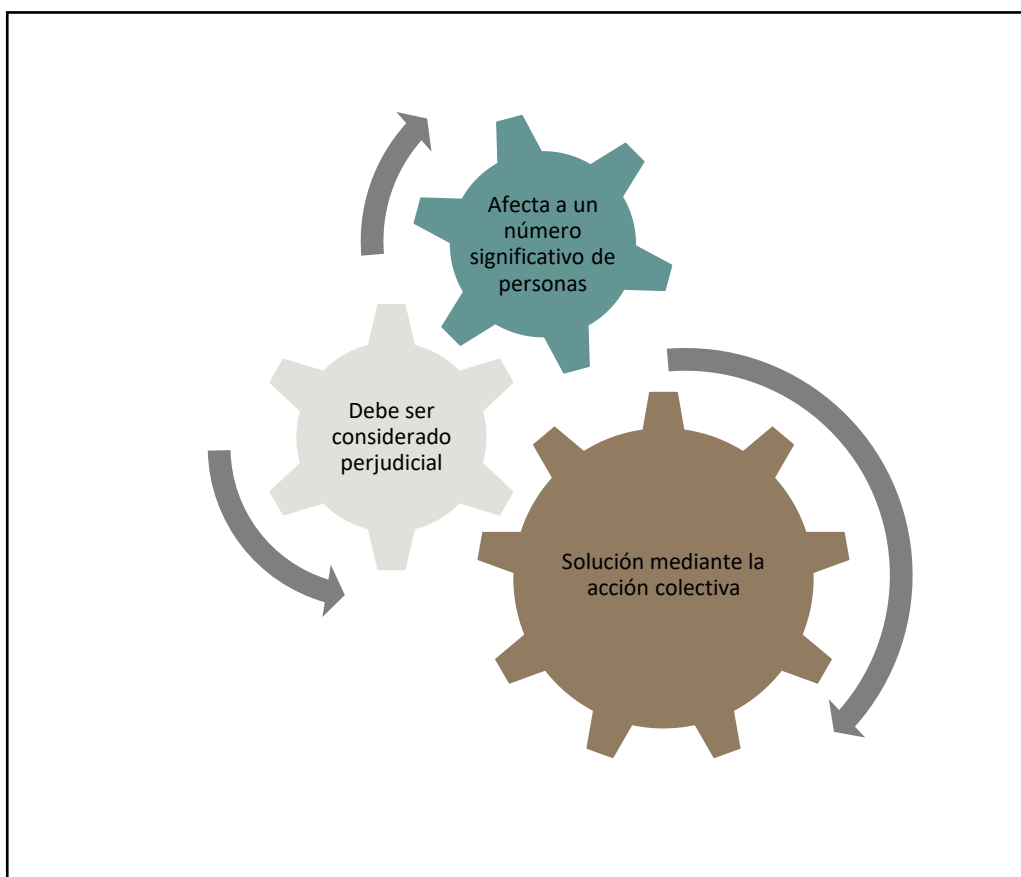 Afecta a un
número
significativo de
personas
Debe ser
considerado
perjudicial
Solución mediante la
acción colectiva